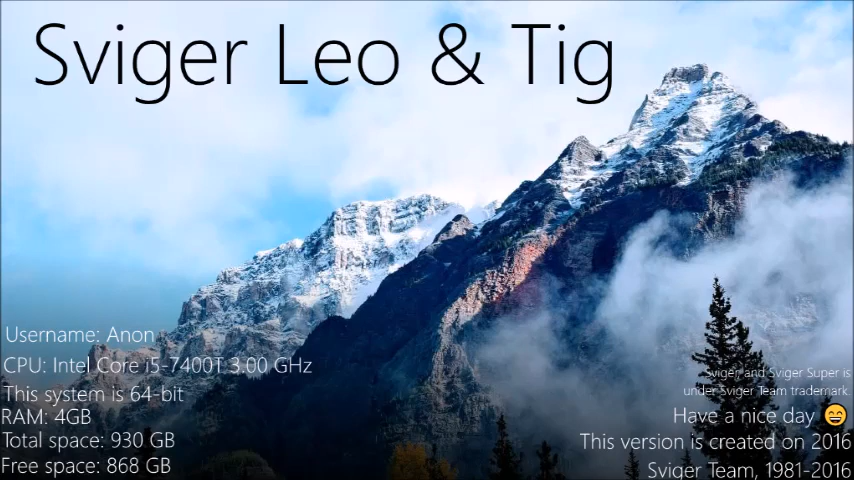 Sviger Leo & Tig
Username: Anon
CPU: Intel Core i5-7400T 3.00 GHz
This system is 64-bit
RAM: 4GB
Total space: 930 GB
Free space: 868 GB
Sviger, and Sviger Super is
under Sviger Team trademark.
Have a nice day 😄
This version is created on 2016
Sviger Team, 1981-2016